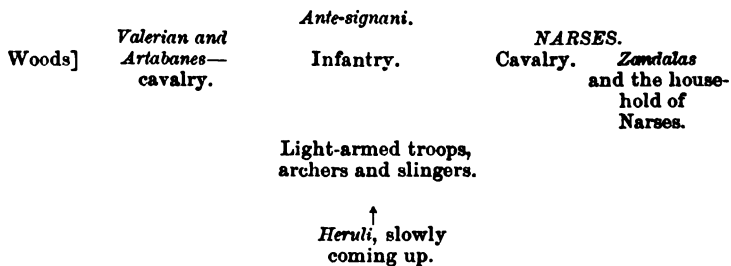 Ante-signani.
Valerian and
Artabanes—
cavalry.
Woods]
Infantry.
NARSES.
Cavalry.
Zandalas
and the house-
hold of
Narses.
Light-armed troops,
archers and slingers.
↑
Heruli, slowly
coming up.